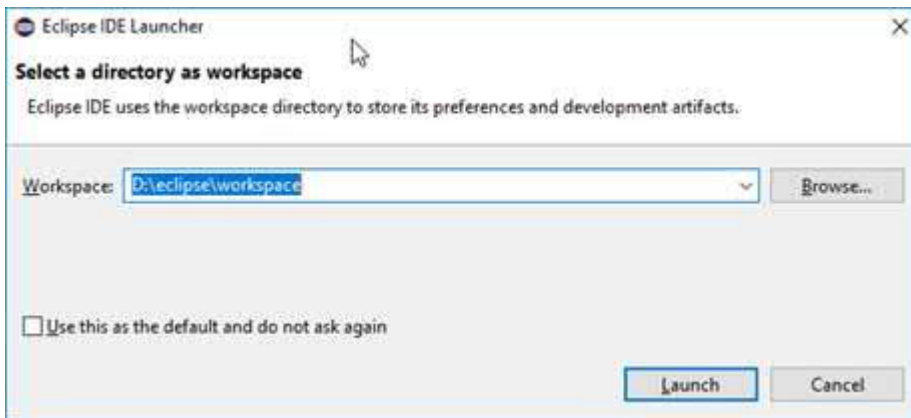 Eclipse IDE Launcher
Select a directory as workspace
Eclipse IDE uses the workspace directory to store its preferences and development artifacts.
Workspace: D:\eclipse\workspace Browse...
Use this as the default and do not ask again
Launch Cancel